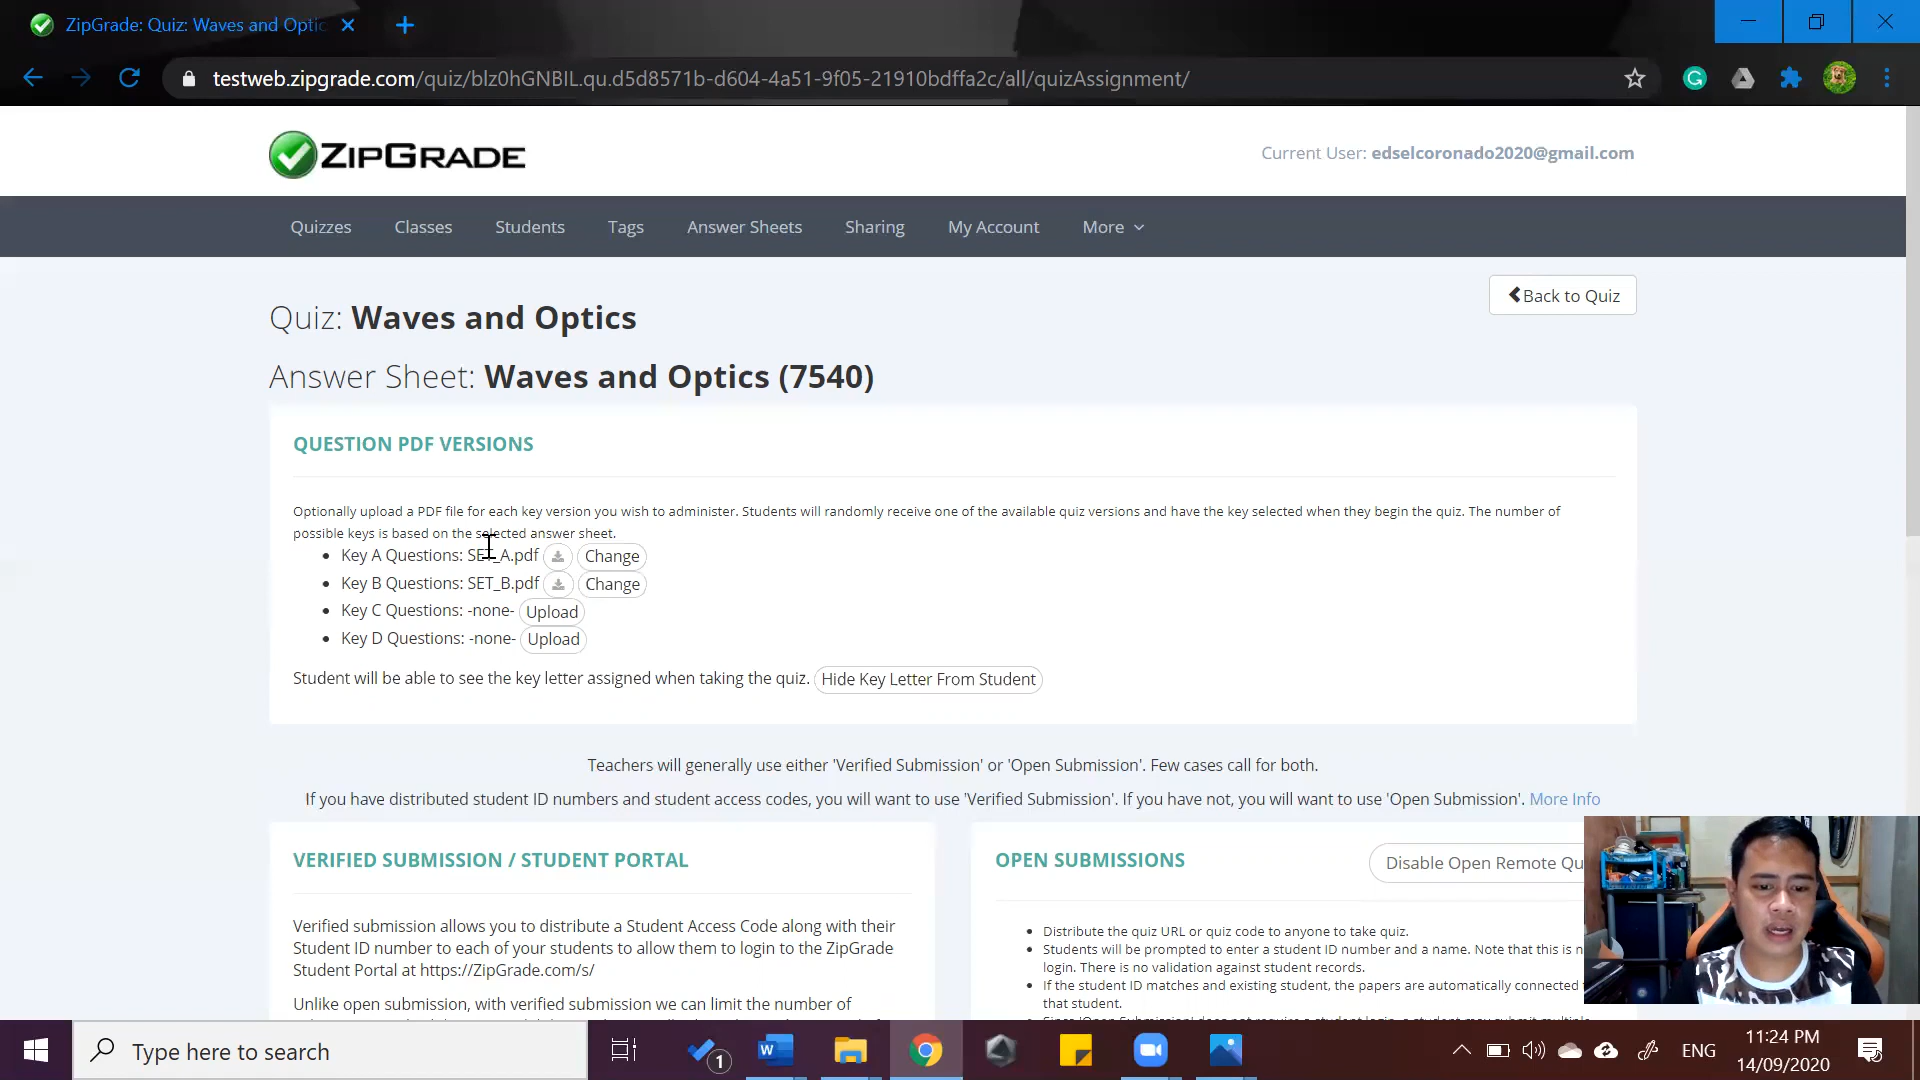 ZipGrade: Quiz: Waves and Optic
testweb.zipgrade.com/quiz/blz0hGNBIL.qu.d5d8571b-d604-4a51-9f05-21910bdffa2c/all/quizAssignment/
ZIPGRADE
Current User: edselcoronado2020@gmail.com
Quizzes Classes Students Tags Answer Sheets Sharing My Account More
Back to Quiz
Quiz: Waves and Optics
Answer Sheet: Waves and Optics (7540)
QUESTION PDF VERSIONS
Optionally upload a PDF file for each key version you wish to administer. Students will randomly receive one of the available quiz versions and have the key selected when they begin the quiz. The number of
possible keys is based on the selected answer sheet.
• Key A Questions: SET_A.pdf Change
• Key B Questions: SET_B.pdf Change
• Key C Questions: -none- Upload
• Key D Questions: -none- Upload
Student will be able to see the key letter assigned when taking the quiz. Hide Key Letter From Student
Teachers will generally use either 'Verified Submission' or 'Open Submission'. Few cases call for both.
If you have distributed student ID numbers and student access codes, you will want to use 'Verified Submission'. If you have not, you will want to use 'Open Submission'. More Info
VERIFIED SUBMISSION / STUDENT PORTAL
Verified submission allows you to distribute a Student Access Code along with their
Student ID number to each of your students to allow them to login to the ZipGrade
Student Portal at https://ZipGrade.com/s/
Unlike open submission, with verified submission we can limit the number of
OPEN SUBMISSIONS
Disable Open Remote Qu
• Distribute the quiz URL or quiz code to anyone to take quiz.
• Students will be prompted to enter a student ID number and a name. Note that this is n
login. There is no validation against student records.
• If the student ID matches and existing student, the papers are automatically connected
that student.
Type here to search
1
ENG
11:24 PM
14/09/2020